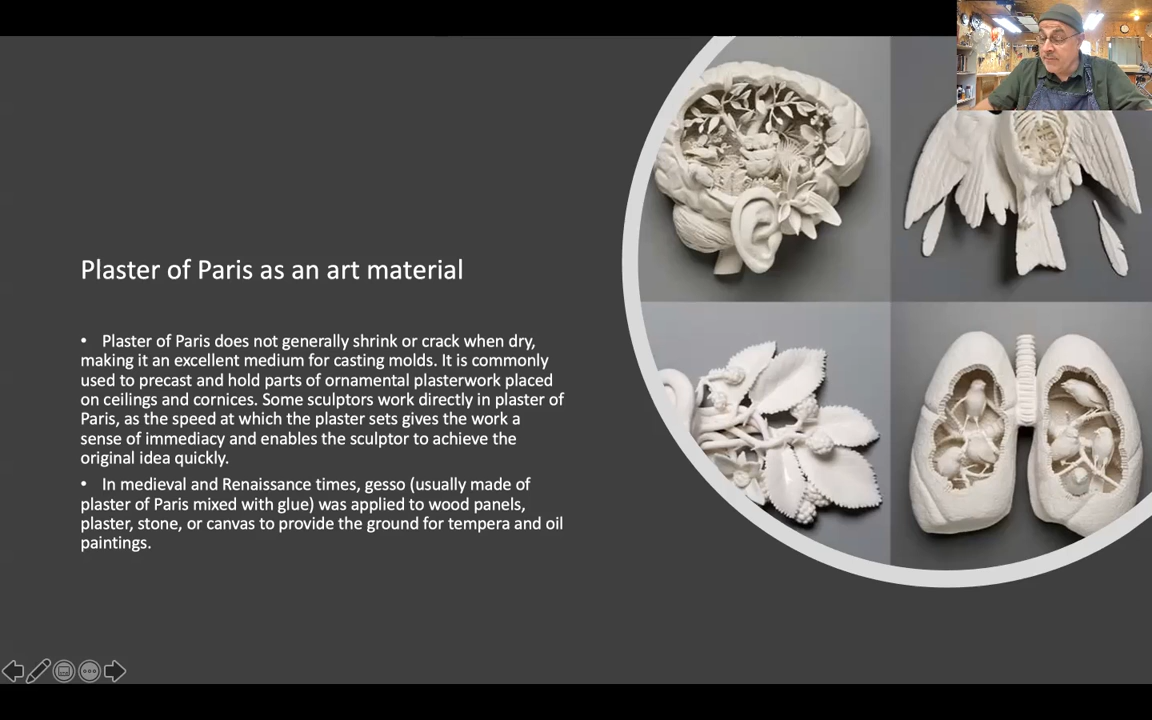 Plaster of Paris as an art material
• Plaster of Paris does not generally shrink or crack when dry,
making it an excellent medium for casting molds. It is commonly
used to precast and hold parts of ornamental plasterwork placed
on ceilings and cornices. Some sculptors work directly in plaster of
Paris, as the speed at which the plaster sets gives the work a
sense of immediacy and enables the sculptor to achieve the
original idea quickly.
• In medieval and Renaissance times, gesso (usually made of
plaster of Paris mixed with glue) was applied to wood panels,
plaster, stone, or canvas to provide the ground for tempera and oil
paintings.